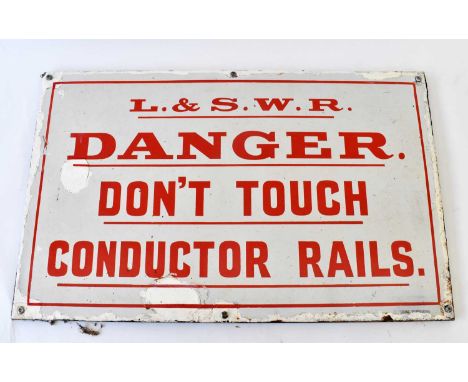 L. & S. W. R.
DANGER.
DON'T TOUCH
CONDUCTOR RAILS.